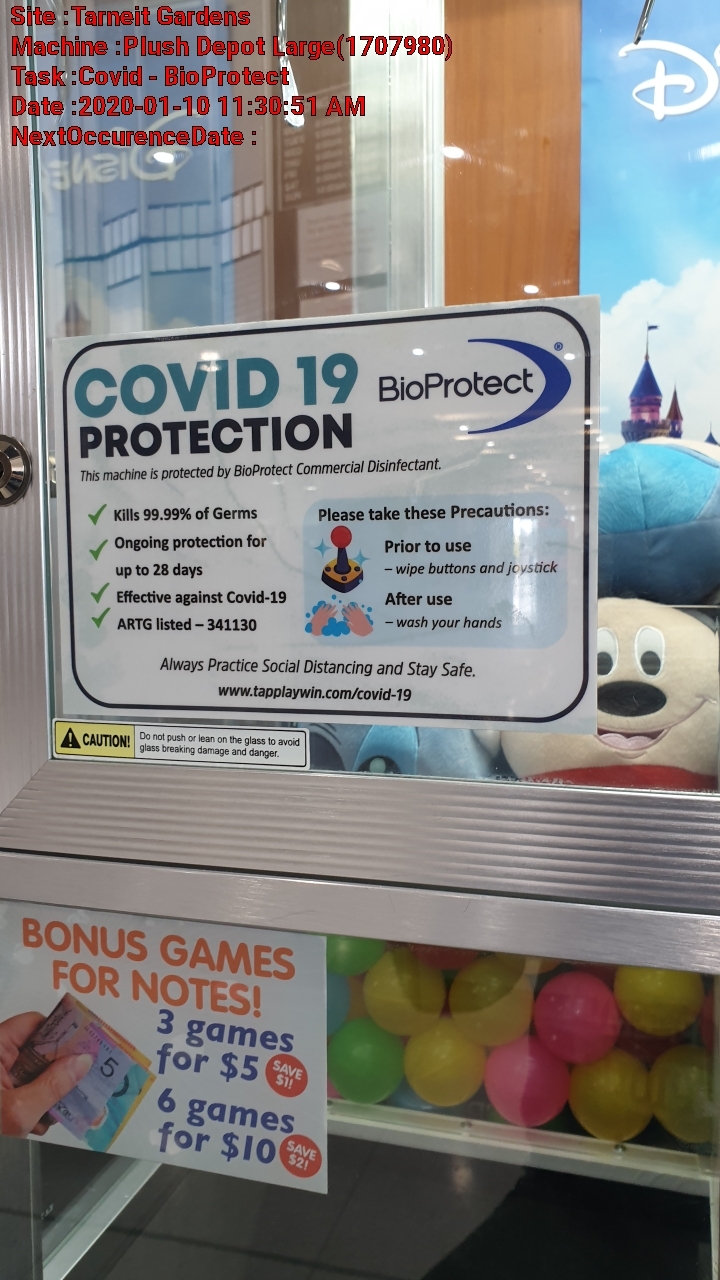 Site :Tarneit Gardens
Machine :Plush Depot Large(1707980)
Task :Covid - BioProtect
Date :2020-01-10 11:30:51 AM
NextOccurenceDate :
Disney
D
COVID 19
PROTECTION
BioProtect®
This machine is protected by BioProtect Commercial Disinfectant.
Kills 99.99% of Germs
Ongoing protection for
up to 28 days
Effective against Covid-19
ARTG listed – 341130
Please take these Precautions:
Prior to use
– wipe buttons and joystick
After use
– wash your hands
Always Practice Social Distancing and Stay Safe.
www.tapplaywin.com/covid-19
CAUTION!
Do not push or lean on the glass to avoid
glass breaking damage and danger.
BONUS GAMES
FOR NOTES!
3 games
for $5
SAVE
$1!
6 games
for $10
SAVE
$2!
5